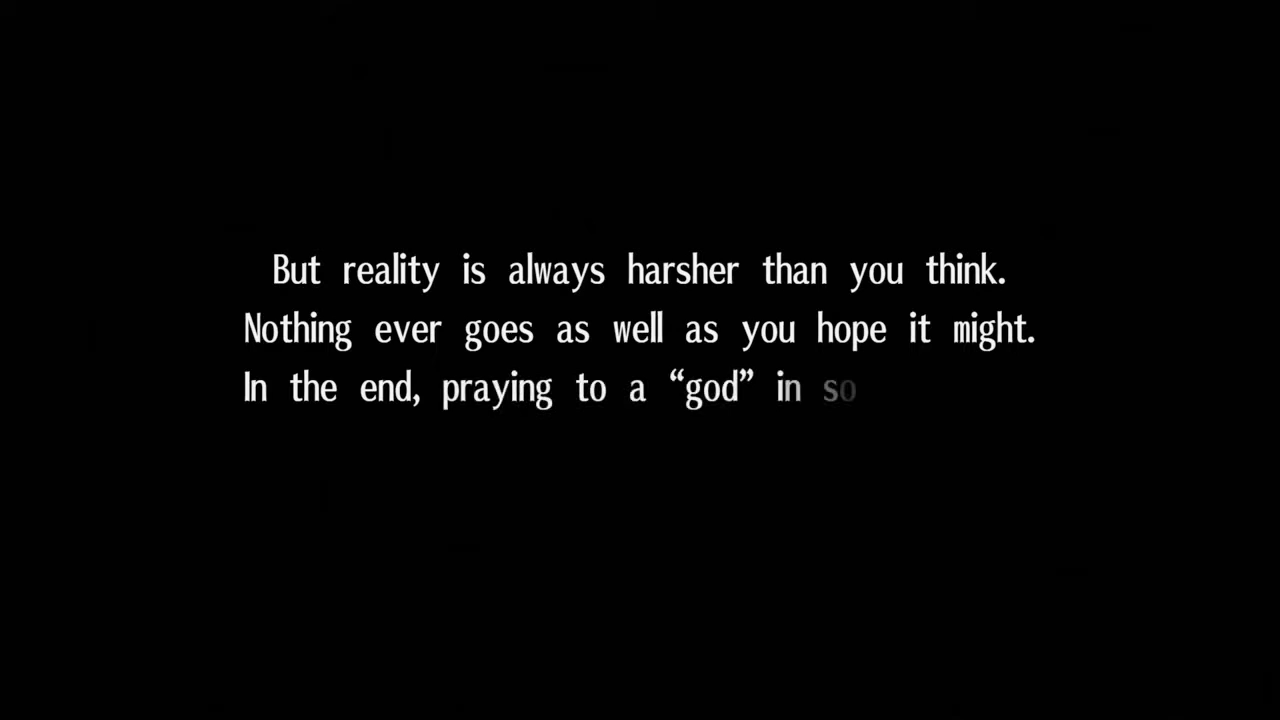 But reality is always harsher than you think.
Nothing ever goes as well as you hope it might.
In the end, praying to a “god” in so